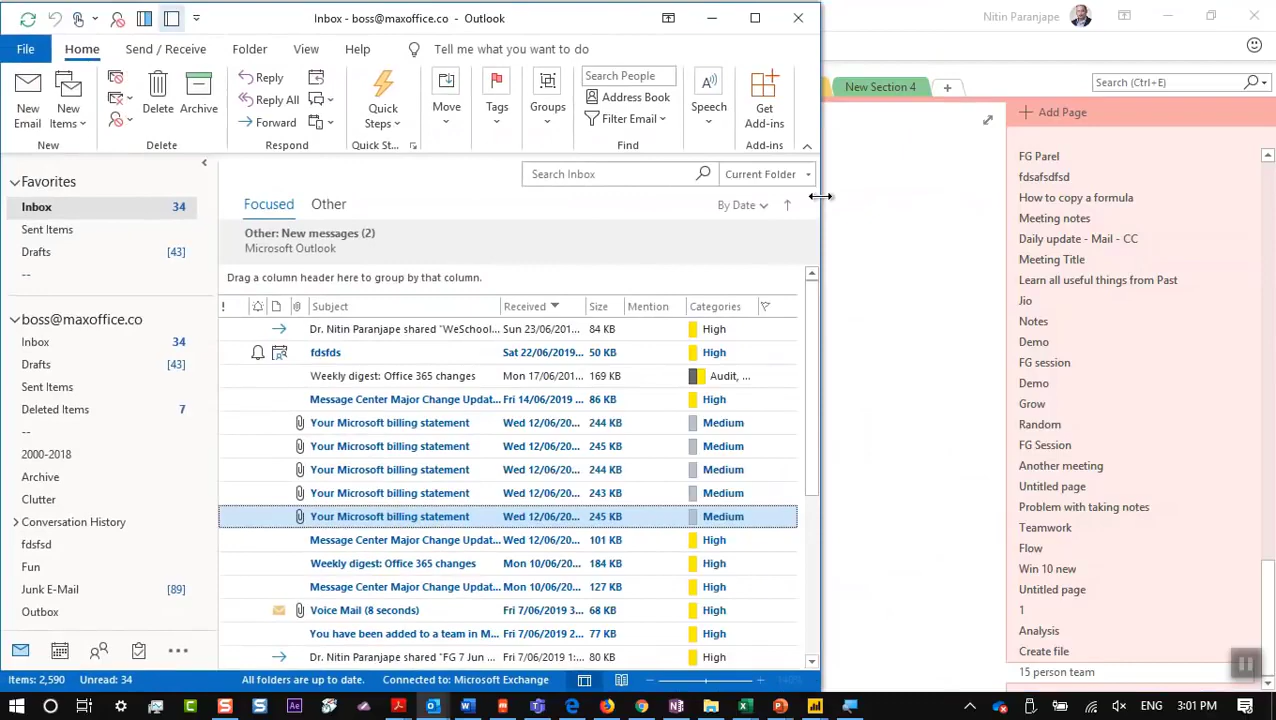 Inbox - boss@maxoffice.co - Outlook
Nitin Paranjape
File Home Send / Receive Folder View Help Tell me what you want to do
New Email
New Items
Delete
Archive
Reply
Reply All
Forward
Quick Steps
Move
Tags
Groups
Search People
Address Book
Filter Email
Speech
Get Add-ins
New Delete Respond Quick St... Find Add-ins
New Section 4
Search (Ctrl+E)
Add Page
Favorites
Inbox 34
Sent Items
Drafts [43]
--
boss@maxoffice.co
Inbox 34
Drafts [43]
Sent Items
Deleted Items 7
--
2000-2018
Archive
Clutter
Conversation History
fdsfsd
Fun
Junk E-Mail [89]
Outbox
Search Inbox Current Folder
Focused Other By Date
Other: New messages (2)
Microsoft Outlook
Drag a column header here to group by that column.
! Subject Received Size Mention Categories
Dr. Nitin Paranjape shared "WeSchool... Sun 23/06/201... 84 KB High
fdsfds Sat 22/06/2019... 50 KB High
Weekly digest: Office 365 changes Mon 17/06/201... 169 KB Audit, ...
Message Center Major Change Updat... Fri 14/06/2019 ... 86 KB High
Your Microsoft billing statement Wed 12/06/20... 244 KB Medium
Your Microsoft billing statement Wed 12/06/20... 245 KB Medium
Your Microsoft billing statement Wed 12/06/20... 244 KB Medium
Your Microsoft billing statement Wed 12/06/20... 243 KB Medium
Your Microsoft billing statement Wed 12/06/20... 245 KB Medium
Message Center Major Change Updat... Wed 12/06/20... 101 KB High
Weekly digest: Office 365 changes Mon 10/06/20... 184 KB High
Message Center Major Change Updat... Mon 10/06/20... 127 KB High
Voice Mail (8 seconds) Fri 7/06/2019 3... 68 KB High
You have been added to a team in M... Fri 7/06/2019 2... 77 KB High
Dr. Nitin Paranjape shared "FG 7 Jun ... Fri 7/06/2019 1:... 80 KB High
FG Parel
fdsafsdfsd
How to copy a formula
Meeting notes
Daily update - Mail - CC
Meeting Title
Learn all useful things from Past
Jio
Notes
Demo
FG session
Demo
Grow
Random
FG Session
Another meeting
Untitled page
Problem with taking notes
Teamwork
Flow
Win 10 new
Untitled page
1
Analysis
Create file
15 person team
Items: 2,590 Unread: 34 All folders are up to date. Connected to: Microsoft Exchange
ENG 3:01 PM